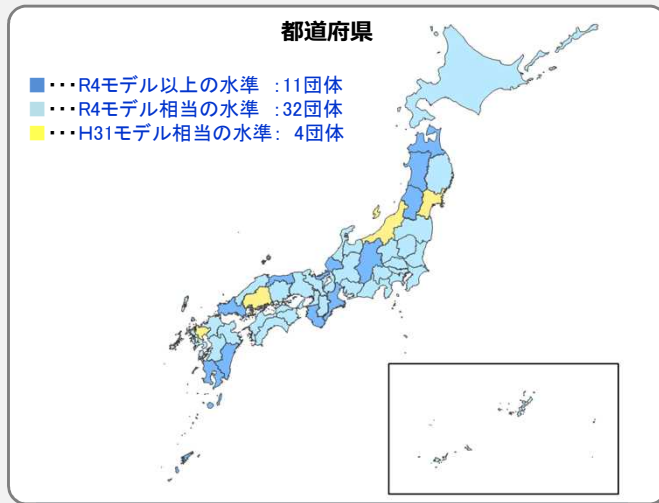 都道府県
■･･･R4モデル以上の水準 :11団体
■･･･R4モデル相当の水準 :32団体
■･･･H31モデル相当の水準: 4団体